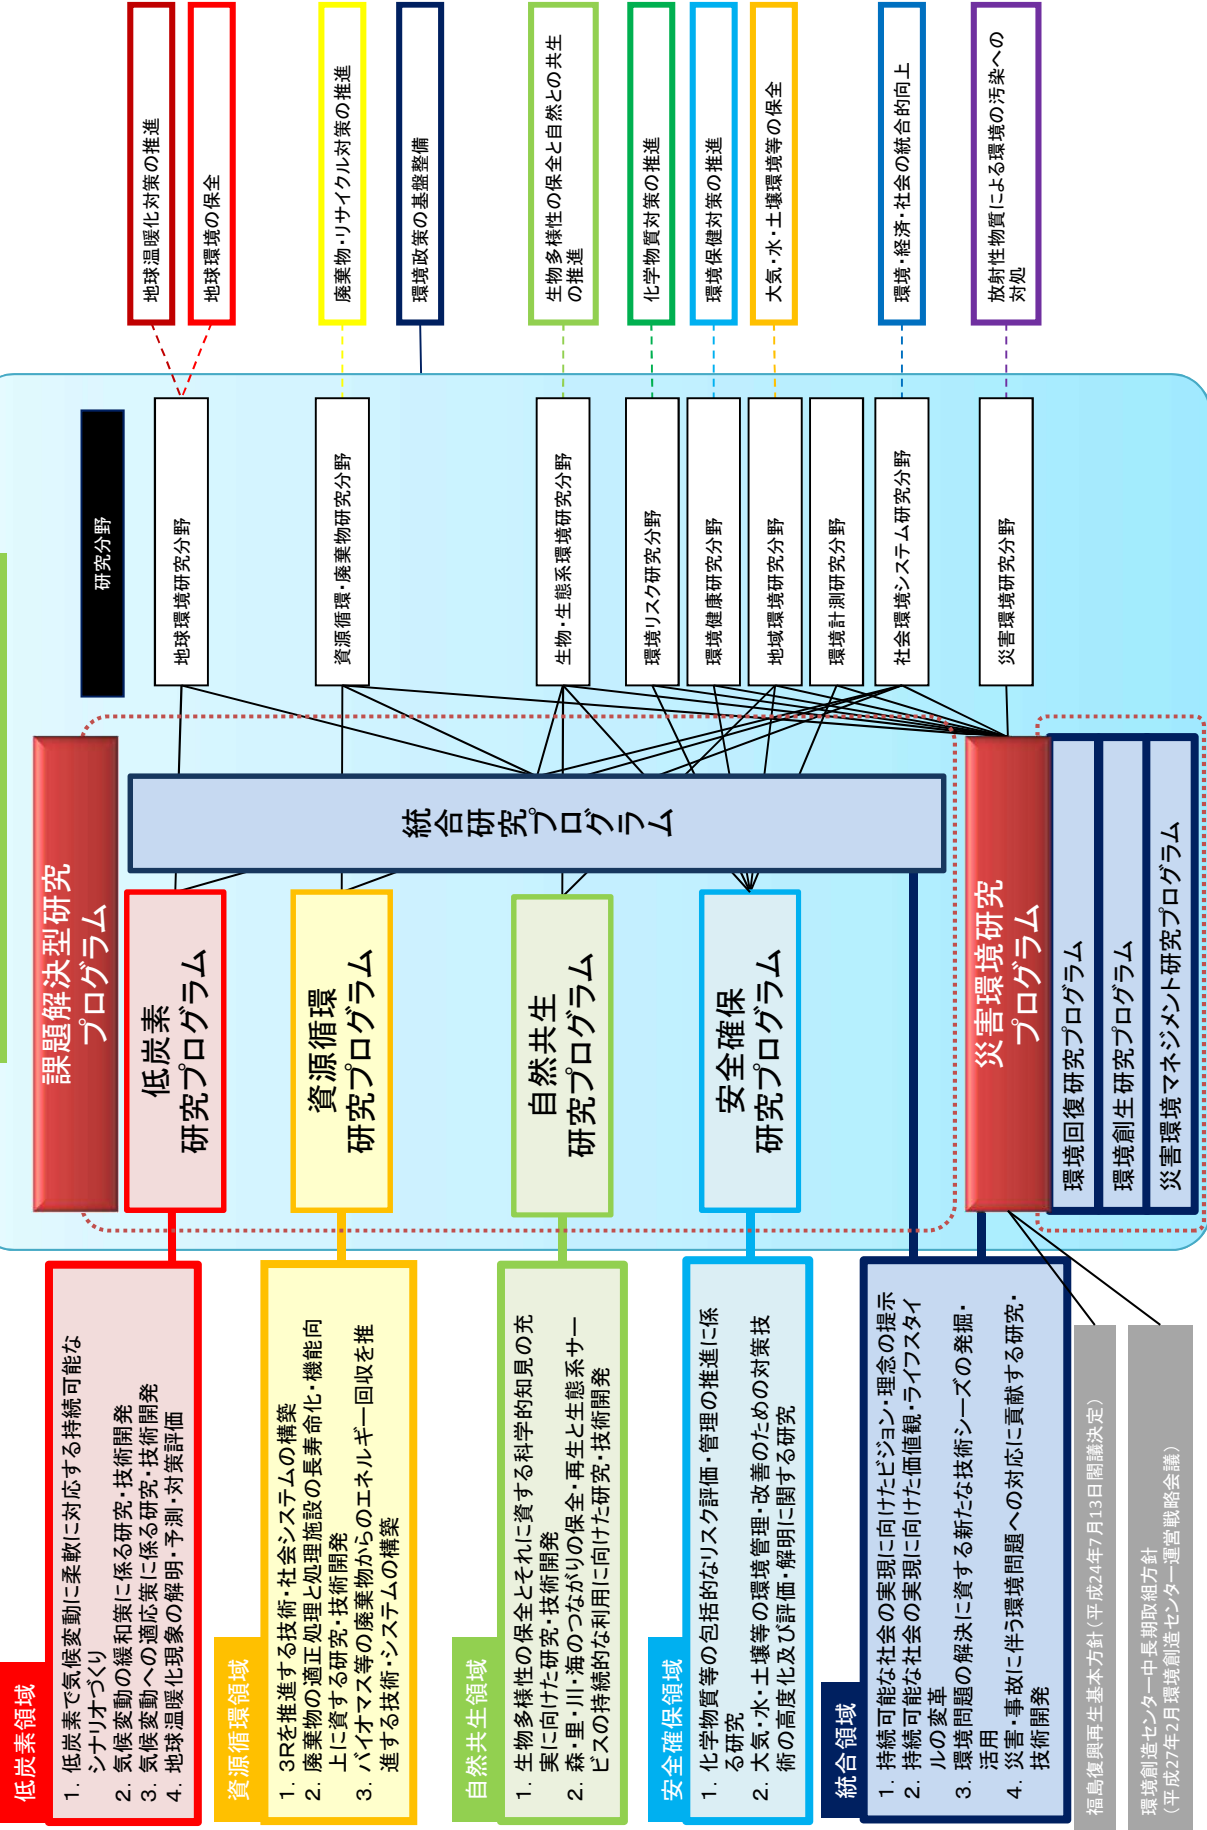 低炭素領域
1. 低炭素で気候変動に柔軟に対応する持続可能な
シナリオづくり
2. 気候変動の緩和策に係る研究・技術開発
3. 気候変動への適応策に係る研究・技術開発
4. 地球温暖化現象の解明・予測・対策評価
資源循環領域
1. 3Rを推進する技術・社会システムの構築
2. 廃棄物の適正処理と処理施設の長寿命化・機能向
上に資する研究・技術開発
3. バイオマス等の廃棄物からのエネルギー回収を推
進する技術・システムの構築
自然共生領域
1. 生物多様性の保全とそれに資する科学的知見の充
実に向けた研究・技術開発
2. 森・里・川・海のつながりの保全・再生と生態系サー
ビスの持続的な利用に向けた研究・技術開発
安全確保領域
1. 化学物質等の包括的なリスク評価・管理の推進に係
る研究
2. 大気・水・土壌等の環境管理・改善のための対策技
術の高度化及び評価・解明に関する研究
統合領域
1. 持続可能な社会の実現に向けたビジョン・理念の提示
2. 持続可能な社会の実現に向けた価値観・ライフスタイ
ルの変革
3. 環境問題の解決に資する新たな技術シーズの発掘・
活用
4. 災害・事故に伴う環境問題への対応に貢献する研究・
技術開発
福島復興再生基本方針(平成24年7月13日閣議決定)
環境創造センター中長期取組方針
(平成27年2月環境創造センター運営戦略会議)
課題解決型研究
プログラム
低炭素
研究プログラム
資源循環
研究プログラム
自然共生
研究プログラム
安全確保
研究プログラム
統合研究プログラム
災害環境研究
プログラム
環境回復研究プログラム
環境創生研究プログラム
災害環境マネジメント研究プログラム
研究分野
地球環境研究分野
資源循環・廃棄物研究分野
生物・生態系環境研究分野
環境リスク研究分野
環境健康研究分野
地域環境研究分野
環境計測研究分野
社会環境システム研究分野
災害環境研究分野
地球温暖化対策の推進
地球環境の保全
廃棄物・リサイクル対策の推進
環境政策の基盤整備
生物多様性の保全と自然との共生
の推進
化学物質対策の推進
環境保健対策の推進
大気・水・土壌環境等の保全
環境・経済・社会の統合的向上
放射性物質による環境の汚染への
対処